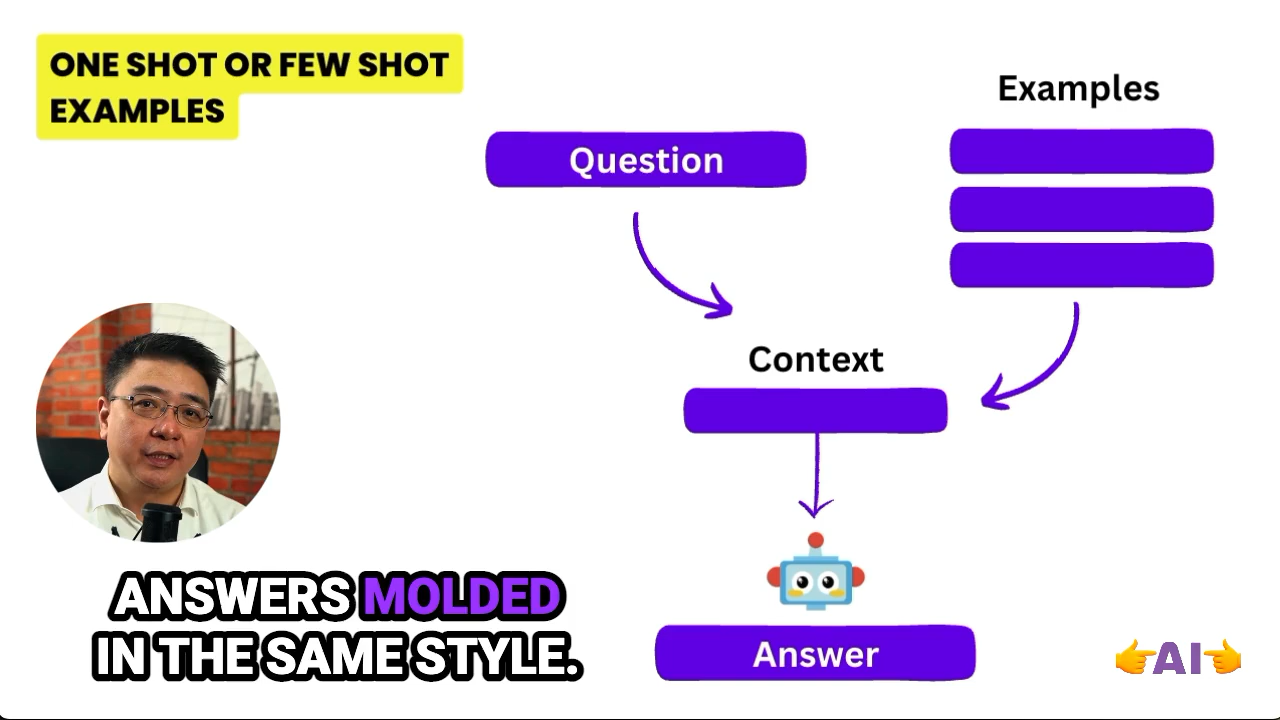 ONE SHOT OR FEW SHOT
EXAMPLES
Examples
Question
Context
ANSWERS MOLDED
IN THE SAME STYLE.
Answer
AI